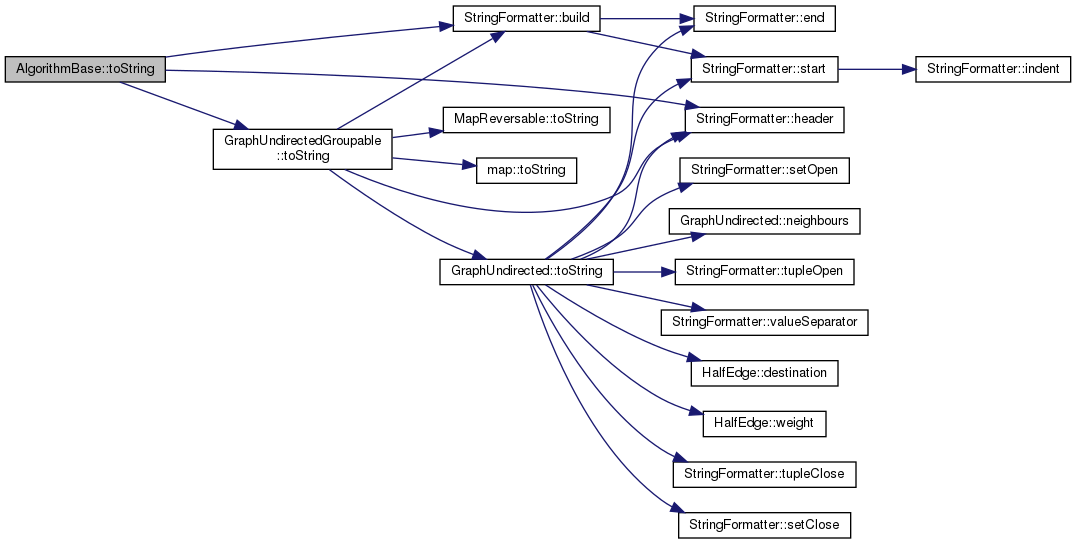 AlgorithmBase::toString
GraphUndirectedGroupable
::toString
StringFormatter::build
MapReversable::toString
map::toString
GraphUndirected::toString
StringFormatter::end
StringFormatter::start
StringFormatter::indent
StringFormatter::header
StringFormatter::setOpen
GraphUndirected::neighbours
StringFormatter::tupleOpen
StringFormatter::valueSeparator
HalfEdge::destination
HalfEdge::weight
StringFormatter::tupleClose
StringFormatter::setClose